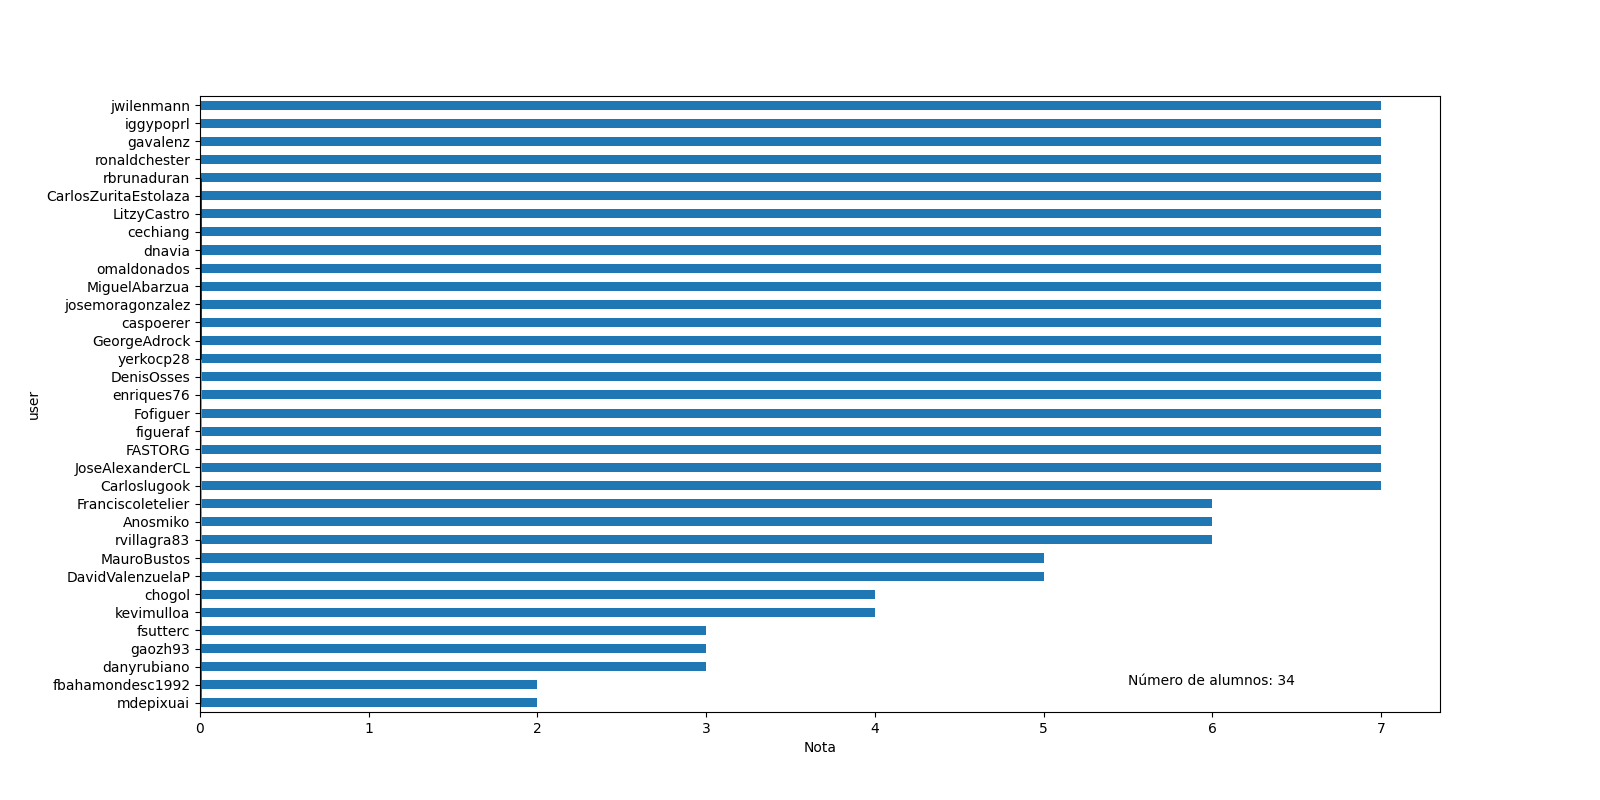 jwilenmann
iggypoprl
gavalenz
ronaldchester
rbrunaduran
CarlosZuritaEstolaza
LitzyCastro
cechiang
dnavia
omaldonados
MiguelAbarzua
josemoragonzalez
caspoerer
GeorgeAdrock
yerkocp28
DenisOsses
enriques76
Fofiguer
figueraf
FASTORG
JoseAlexanderCL
Carloslugook
Franciscoletelier
Anosmiko
rvillagra83
MauroBustos
DavidValenzuelaP
chogol
kevimulloa
fsutterc
gaozh93
danyrubiano
fbahamondesc1992
mdepixuai
user
Número de alumnos: 34
0 1 2 3 4 5 6 7
Nota